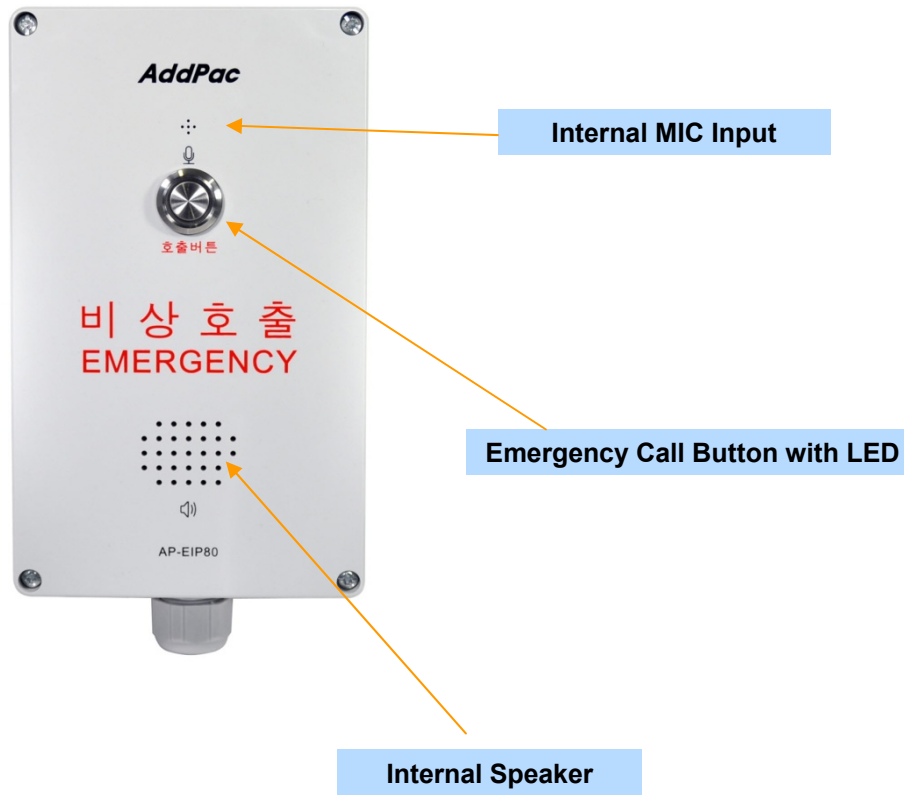 AddPac
Internal MIC Input
호출버튼
비상호출
EMERGENCY
Emergency Call Button with LED
AP-EIP80
Internal Speaker